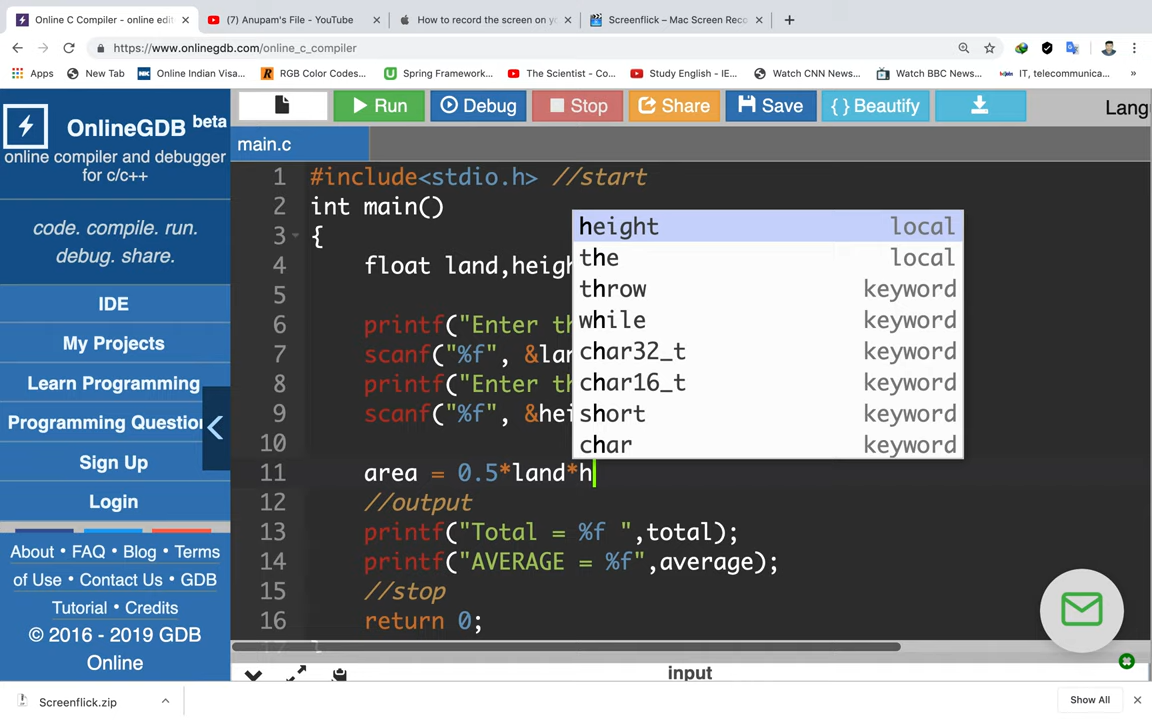 Online C Compiler - online edit
(7) Anupam's File - YouTube
How to record the screen on yo
Screenflick – Mac Screen Reco
https://www.onlinegdb.com/online_c_compiler
Apps
New Tab
Online Indian Visa...
RGB Color Codes...
Spring Framework...
The Scientist - Co...
Study English - IE...
Watch CNN News...
Watch BBC News...
IT, telecommunica...
»
OnlineGDB beta
online compiler and debugger
for c/c++
code. compile. run.
debug. share.
IDE
My Projects
Learn Programming
Programming Question
Sign Up
Login
About • FAQ • Blog • Terms
of Use • Contact Us • GDB
Tutorial • Credits
© 2016 - 2019 GDB
Online
Run
Debug
Stop
Share
Save
{ } Beautify
Lang
main.c
1 #include<stdio.h> //start
2 int main()
3 {
4 float land,heigh
5
6 printf("Enter th
7 scanf("%f", &lan
8 printf("Enter th
9 scanf("%f", &hei
10
11 area = 0.5*land*h
12 //output
13 printf("Total = %f ",total);
14 printf("AVERAGE = %f",average);
15 //stop
16 return 0;
height local
the local
throw keyword
while keyword
char32_t keyword
char16_t keyword
short keyword
char keyword
input
Screenflick.zip
Show All